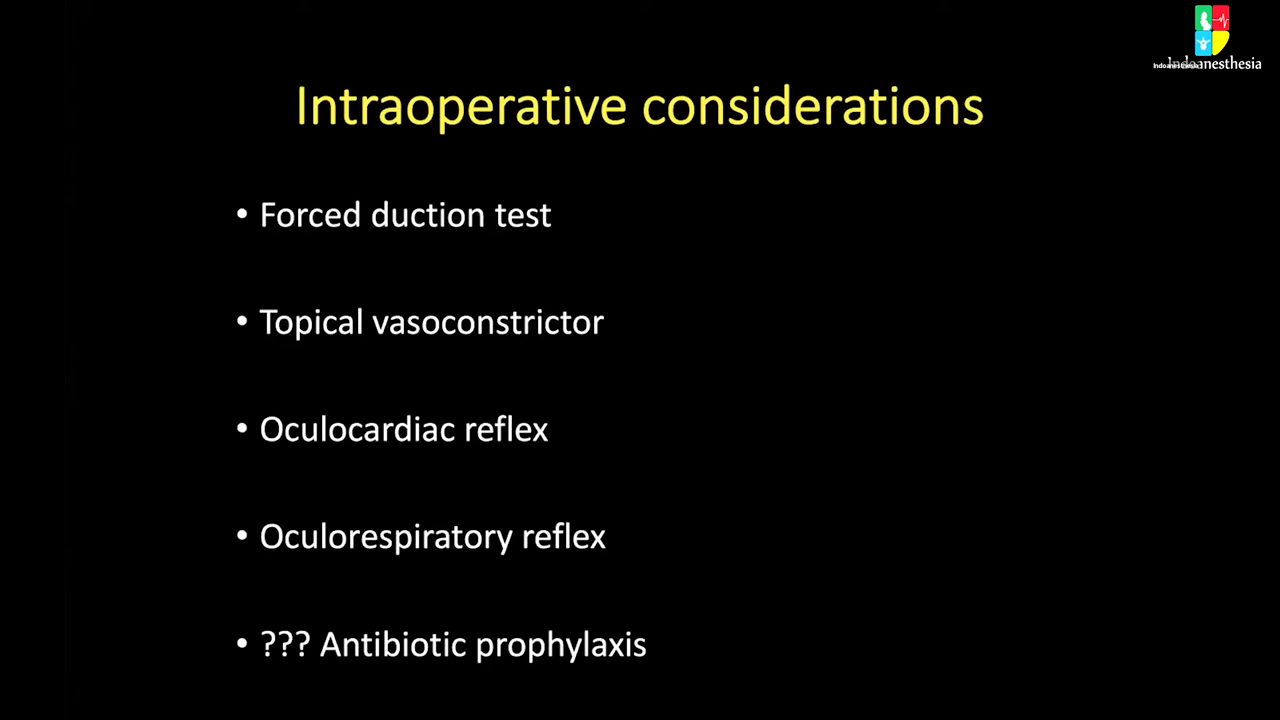 Indoanesthesia
Intraoperative considerations
• Forced duction test
• Topical vasoconstrictor
• Oculocardiac reflex
• Oculorespiratory reflex
• ??? Antibiotic prophylaxis